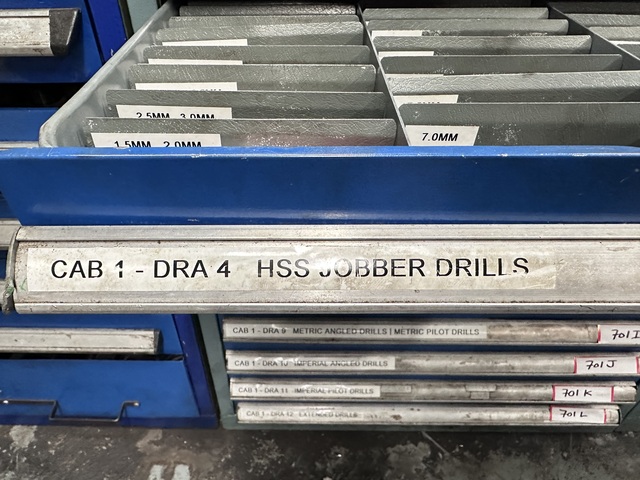 2.5MM 3.0MM
1.5MM 2.0MM
7.0MM
CAB 1 - DRA 4 HSS JOBBER DRILLS
CAB 1 - DRA 9 METRIC ANGLED DRILLS | METRIC PILOT DRILLS
701 I
CAB 1 - DRA 10 IMPERIAL ANGLED DRILLS
701 J
CAB 1 - DRA 11 IMPERIAL PILOT DRILLS
701 K
CAB 1 - DRA 12 EXTENDED DRILLS
701 L